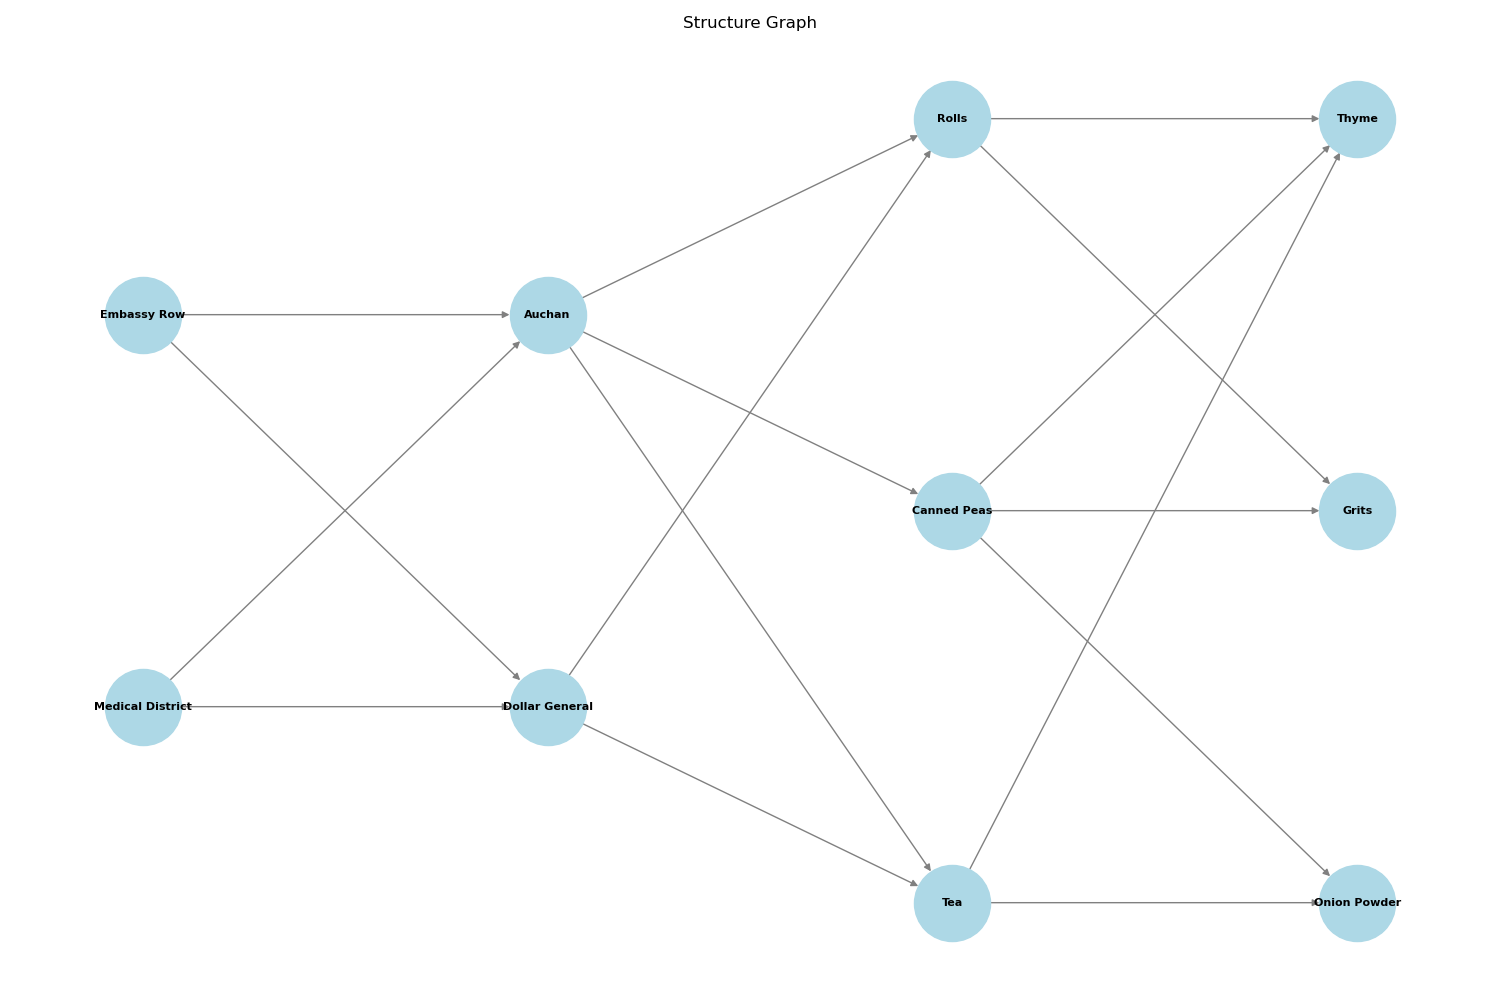 Structure Graph
Rolls
Thyme
Embassy Row
Auchan
Canned Peas
Grits
Medical District
Dollar General
Tea
Onion Powder